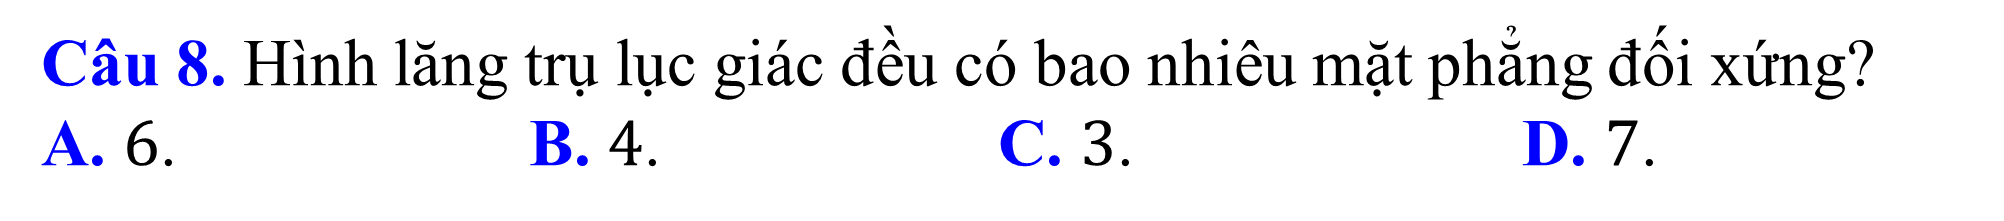 Câu 8. Hình lăng trụ lục giác đều có bao nhiêu mặt phẳng đối xứng?
A. 6. B. 4. C. 3. D. 7.